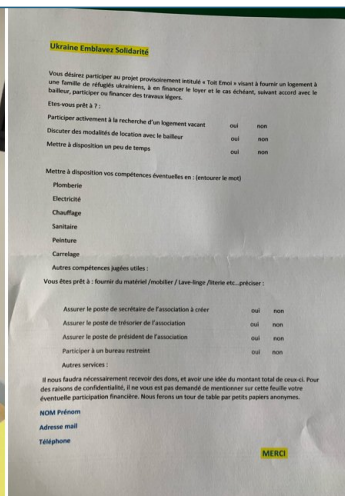 Ukraine Emblavez Solidarité
Vous désirez participer au projet provisoirement intitulé « Toit Emoi » visant à fournir un logement à
une famille de réfugiés ukrainiens, à en financer le loyer et le cas échéant, suivant accord avec le
bailleur, participer ou financer des travaux légers.
Etes-vous prêt à ? :
Participer activement à la recherche d'un logement vacant oui non
Discuter des modalités de location avec le bailleur oui non
Mettre à disposition un peu de temps oui non
Mettre à disposition vos compétences éventuelles en : (entourer le mot)
Plomberie
Electricité
Chauffage
Sanitaire
Peinture
Carrelage
Autres compétences jugées utiles :
Vous êtes prêt à : fournir du matériel /mobilier / Lave-linge /literie etc...préciser :
Assurer le poste de secrétaire de l'association à créer oui non
Assurer le poste de trésorier de l'association oui non
Assurer le poste de président de l'association oui non
Participer à un bureau restreint oui non
Autres services :
Il nous faudra nécessairement recevoir des dons, et avoir une idée du montant total de ceux-ci. Pour
des raisons de confidentialité, il ne vous est pas demandé de mentionner sur cette feuille votre
éventuelle participation financière. Nous ferons un tour de table par petits papiers anonymes.
NOM Prénom
Adresse mail
Téléphone
MERCI